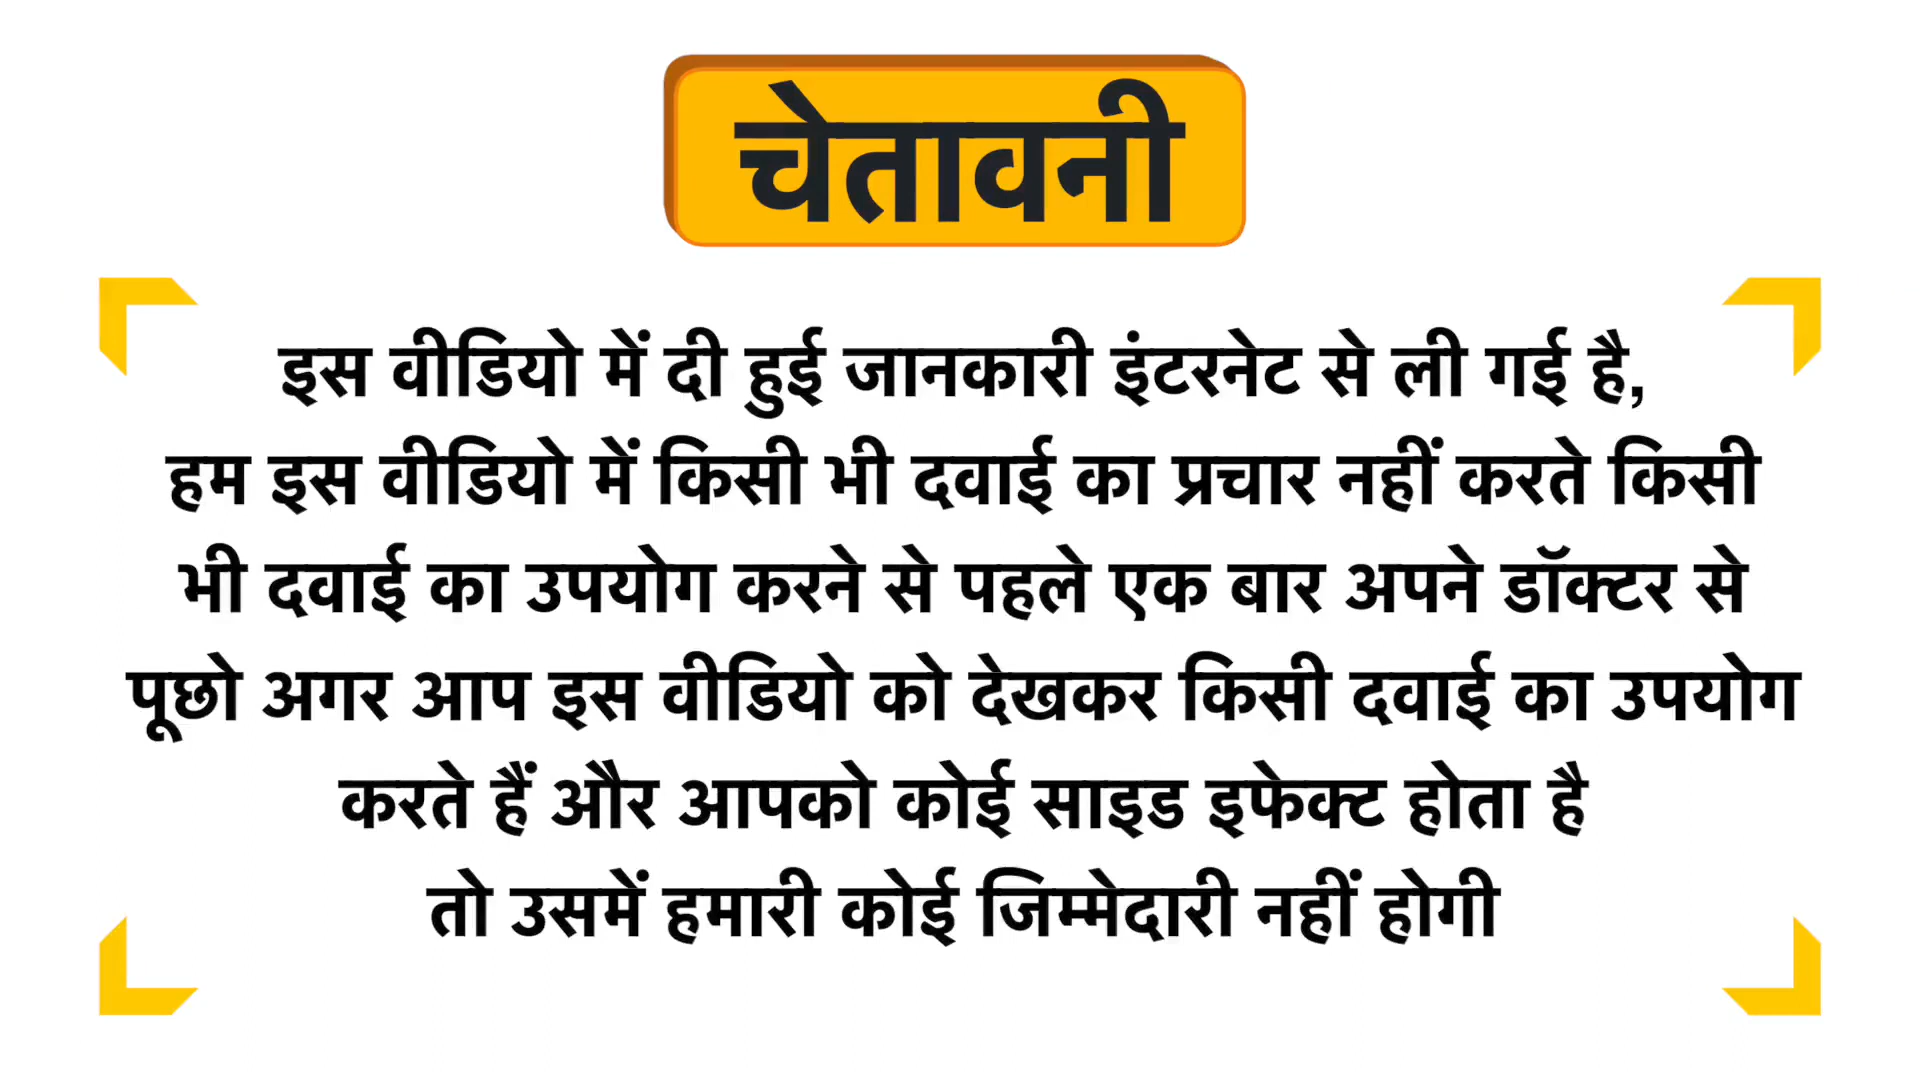 चेतावनी
इस वीडियो में दी हुई जानकारी इंटरनेट से ली गई है,
हम इस वीडियो में किसी भी दवाई का प्रचार नहीं करते किसी
भी दवाई का उपयोग करने से पहले एक बार अपने डॉक्टर से
पूछो अगर आप इस वीडियो को देखकर किसी दवाई का उपयोग
करते हैं और आपको कोई साइड इफेक्ट होता है
तो उसमें हमारी कोई जिम्मेदारी नहीं होगी